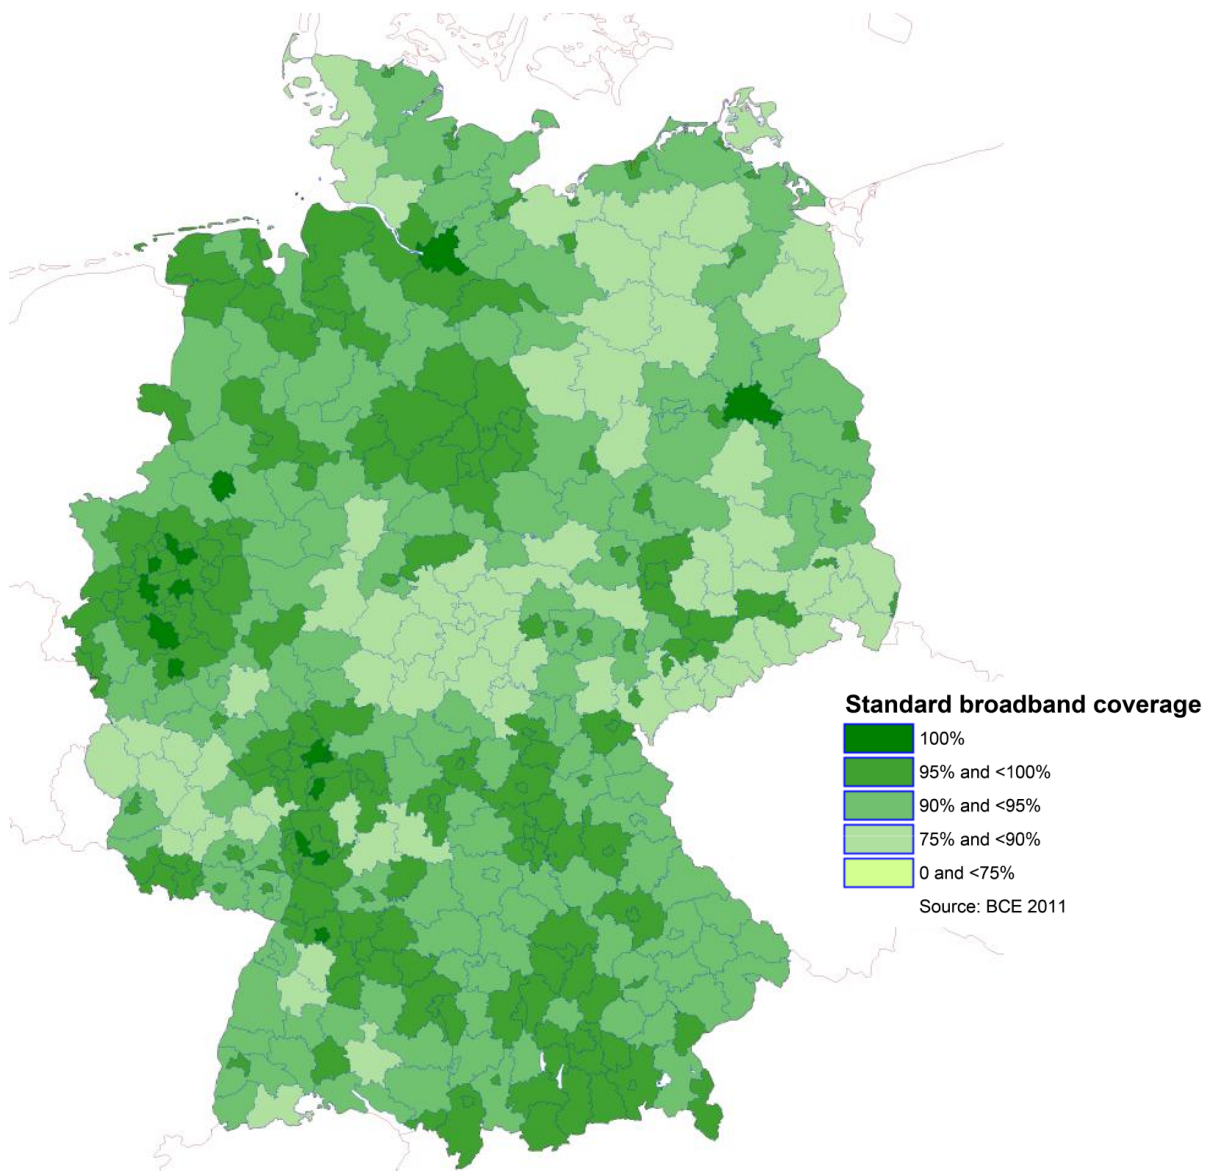 Standard broadband coverage
100%
95% and <100%
90% and <95%
75% and <90%
0 and <75%
Source: BCE 2011